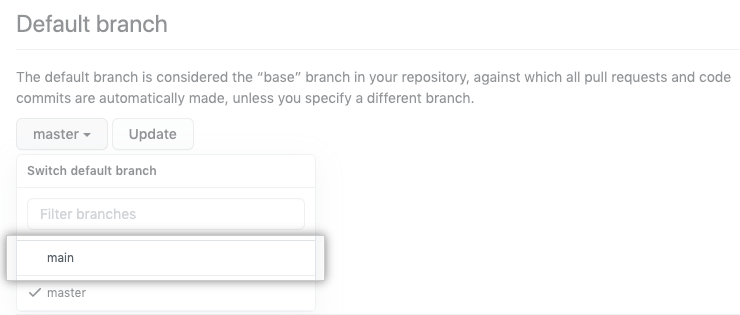 Default branch
The default branch is considered the “base” branch in your repository, against which all pull requests and code
commits are automatically made, unless you specify a different branch.
master Update
Switch default branch
Filter branches
main
master